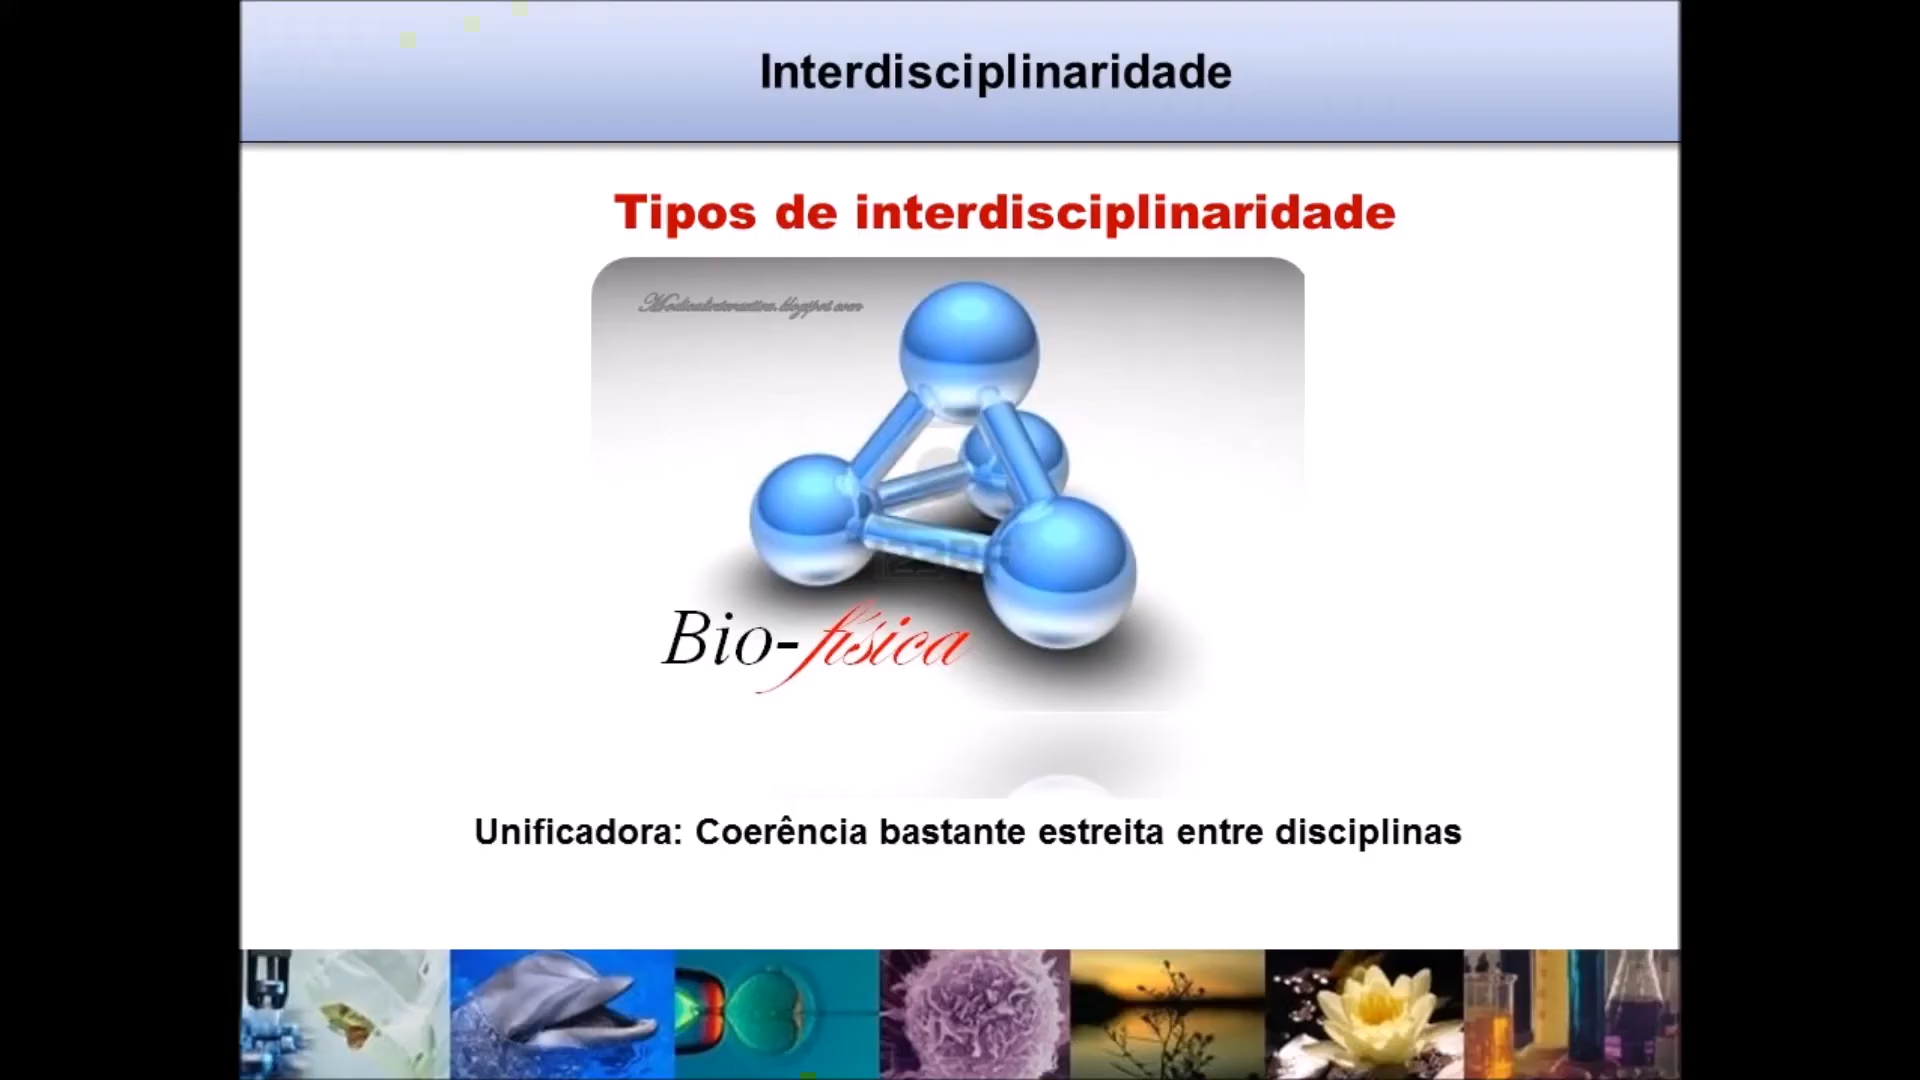 Interdisciplinaridade
Tipos de interdisciplinaridade
Bio-física
Unificadora: Coerência bastante estreita entre disciplinas